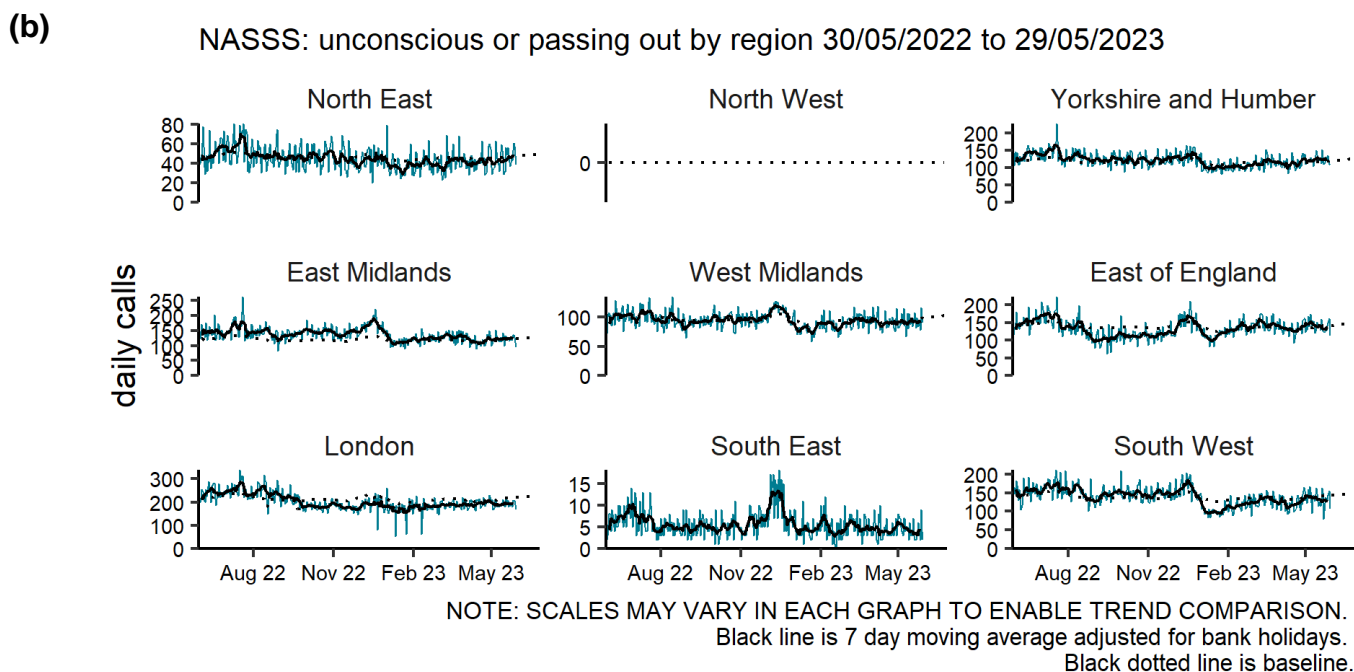 (b)
NASSS: unconscious or passing out by region 30/05/2022 to 29/05/2023
North East
North West
Yorkshire and Humber
80
60
40
20
0
0
200
150
100
50
0
daily calls
East Midlands
West Midlands
East of England
250
200
150
100
50
0
100
50
0
200
150
100
50
0
London
South East
South West
300
200
100
0
15
10
5
0
200
150
100
50
0
Aug 22 Nov 22 Feb 23 May 23
Aug 22 Nov 22 Feb 23 May 23
Aug 22 Nov 22 Feb 23 May 23
NOTE: SCALES MAY VARY IN EACH GRAPH TO ENABLE TREND COMPARISON.
Black line is 7 day moving average adjusted for bank holidays.
Black dotted line is baseline.